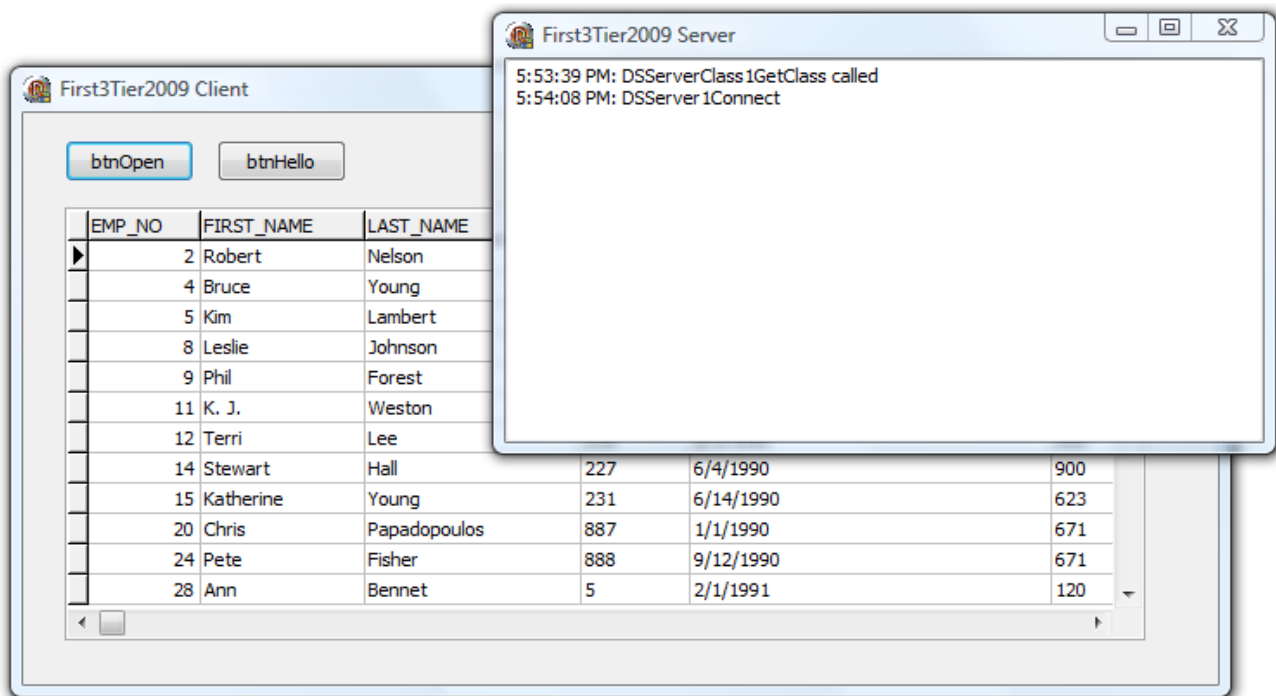 First3Tier2009 Server
5:53:39 PM: DSServerClass1GetClass called
5:54:08 PM: DSServer1Connect
First3Tier2009 Client
btnOpen btnHello
EMP_NO FIRST_NAME LAST_NAME
2 Robert Nelson
4 Bruce Young
5 Kim Lambert
8 Leslie Johnson
9 Phil Forest
11 K. J. Weston
12 Terri Lee
14 Stewart Hall 227 6/4/1990 900
15 Katherine Young 231 6/14/1990 623
20 Chris Papadopoulos 887 1/1/1990 671
24 Pete Fisher 888 9/12/1990 671
28 Ann Bennet 5 2/1/1991 120